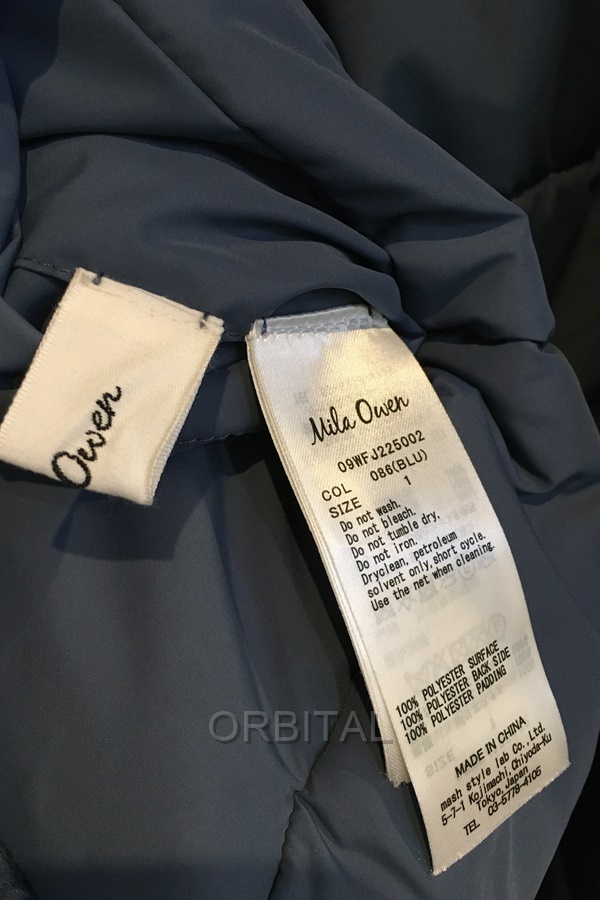 Owen
Mila Owen
09WFJ225002
COL 086(BLU)
SIZE 1
Do not wash.
Do not bleach.
Do not tumble dry.
Do not iron.
Dryclean, petroleum
solvent only,short cycle.
Use the net when cleaning.
100% POLYESTER SURFACE
100% POLYESTER BACK SIDE
100% POLYESTER PADDING
MADE IN CHINA
mash style lab Co.,Ltd.
5-7-1 Kojimachi,Chiyoda-Ku
Tokyo,Japan
TEL 03-5778-4105
ORBITAL